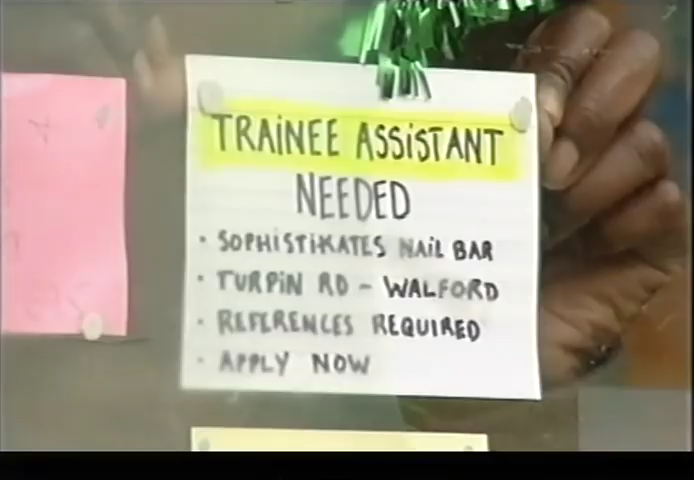 TRAINEE ASSISTANT
NEEDED
· SOPHISTIKATES NAIL BAR
· TURPIN RD - WALFORD
· REFERENCES REQUIRED
· APPLY NOW